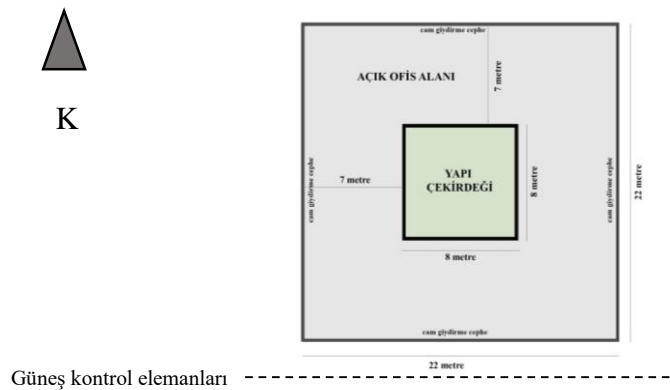 K
cam giydirme cephe
AÇIK OFİS ALANI
7 metre
cam giydirme cephe
7 metre
YAPI
ÇEKİRDEĞİ
8 metre
cam giydirme cephe
22 metre
8 metre
cam giydirme cephe
22 metre
Güneş kontrol elemanları